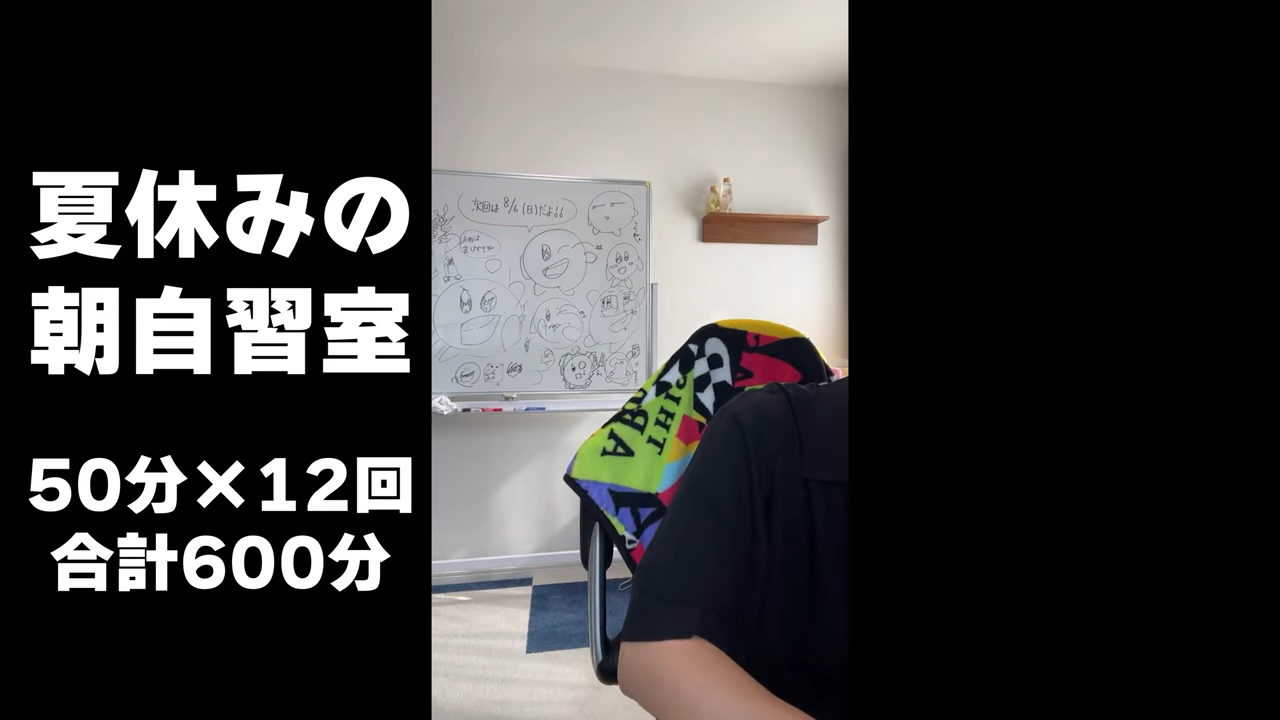 夏休みの
朝自習室
50分×12回
合計600分
次回は 8/6 (日)だよ!!